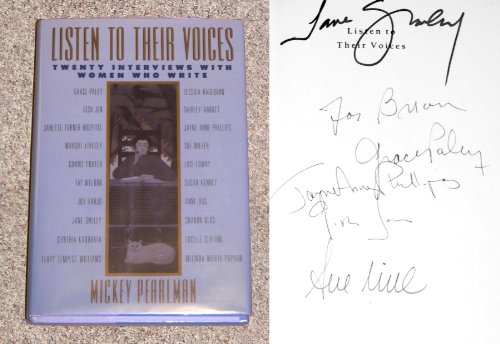 LISTEN TO THEIR VOICES
TWENTY INTERVIEWS WITH
WOMEN WHO WRITE
GRACE PALEY
GISH JEN
JANETTE TURNER HOSPITAL
MARGOT LIVESEY
CONNIE PORTER
FAY WELDON
JOY HARJO
JANE SMILEY
CYNTHIA KADOHATA
TERRY TEMPEST WILLIAMS
JESSICA HAGEDORN
SHIRLEY ABBOTT
JAYNE ANNE PHILLIPS
SUE MILLER
LOIS LOWRY
SUSAN KENNEY
ANNE RICE
SHARON OLDS
LUCILLE CLIFTON
MELINDA WORTH POPHAM
MICKEY PEARLMAN
Jane Smiley
Listen to
Their Voices
For Brian
Grace Paley
Jayne Anne Phillips
Gish Jen
Sue Miller